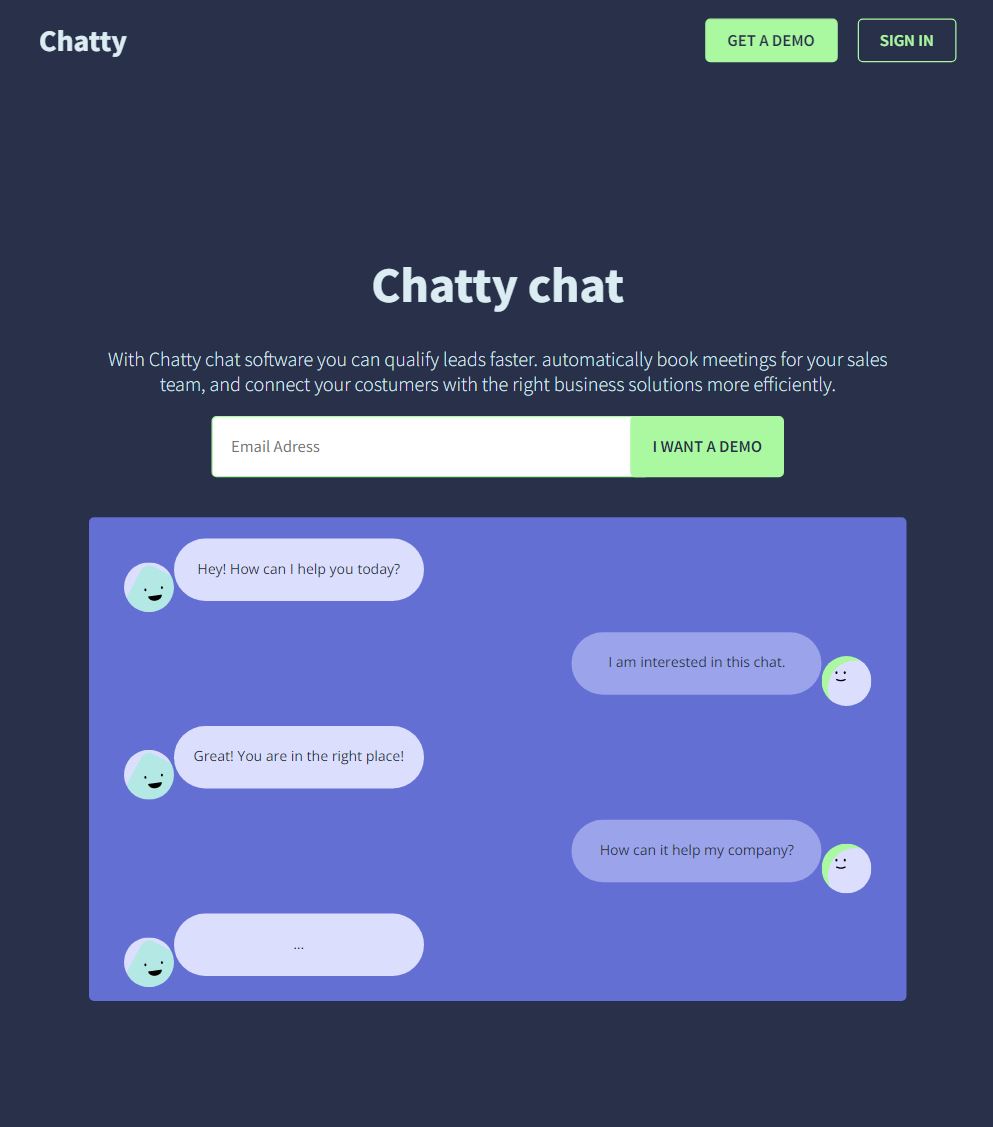 Chatty
GET A DEMO
SIGN IN
Chatty chat
With Chatty chat software you can qualify leads faster. automatically book meetings for your sales
team, and connect your costumers with the right business solutions more efficiently.
Email Adress
I WANT A DEMO
Hey! How can I help you today?
I am interested in this chat.
Great! You are in the right place!
How can it help my company?
...